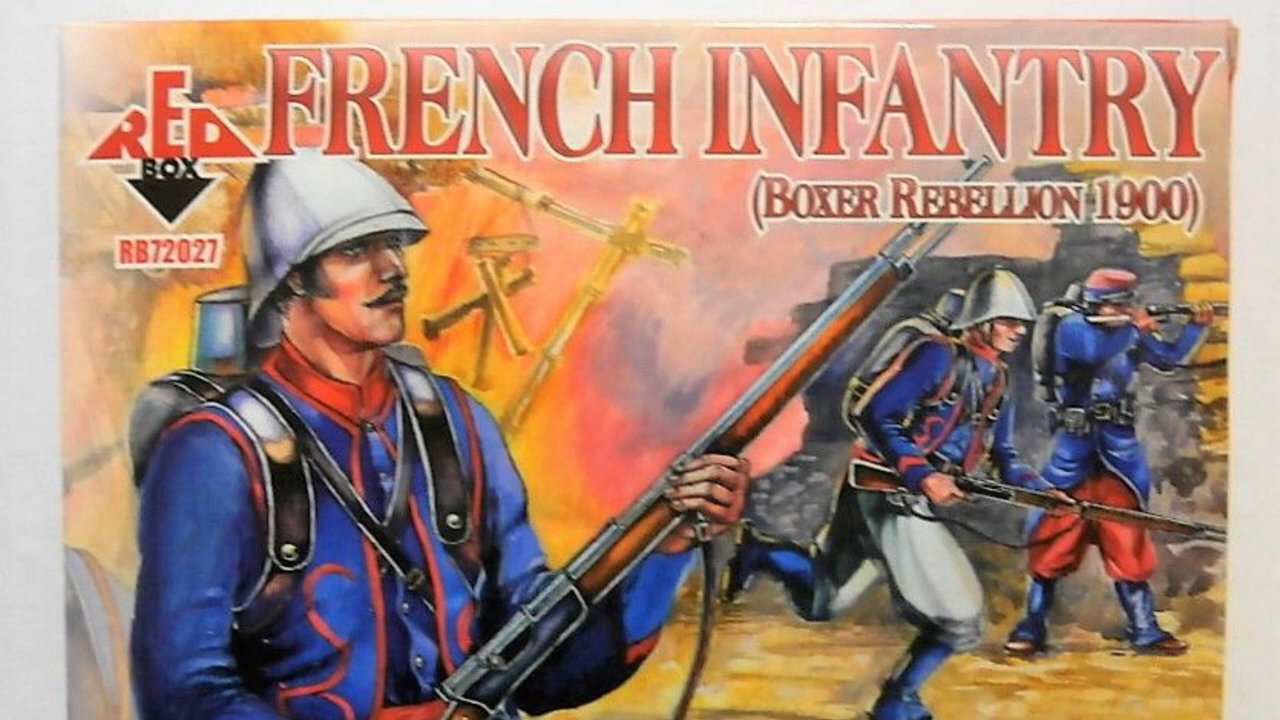 FRENCH INFANTRY
(BOXER REBELLION 1900)
RED
BOX
RB72027